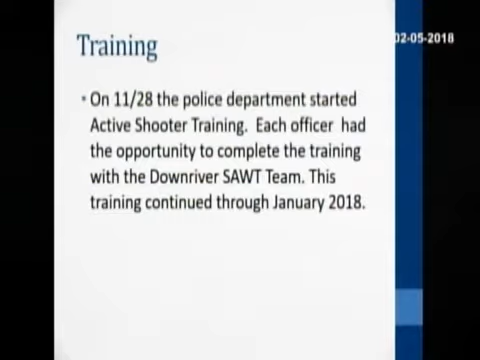 Training
02-05-2018
• On 11/28 the police department started
Active Shooter Training. Each officer had
the opportunity to complete the training
with the Downriver SAWT Team. This
training continued through January 2018.